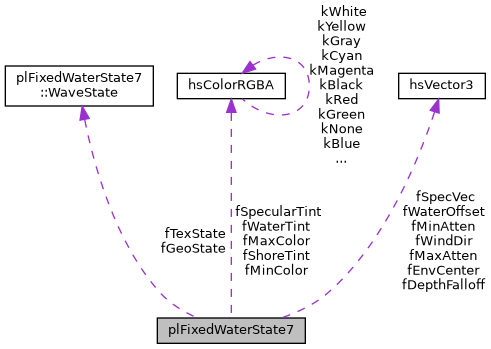 kWhite
kYellow
kGray
kCyan
kMagenta
kBlack
kRed
kGreen
kNone
kBlue
...
plFixedWaterState7
::WaveState
hsColorRGBA
hsVector3
fTexState
fGeoState
fSpecularTint
fWaterTint
fMaxColor
fShoreTint
fMinColor
fSpecVec
fWaterOffset
fMinAtten
fWindDir
fMaxAtten
fEnvCenter
fDepthFalloff
plFixedWaterState7